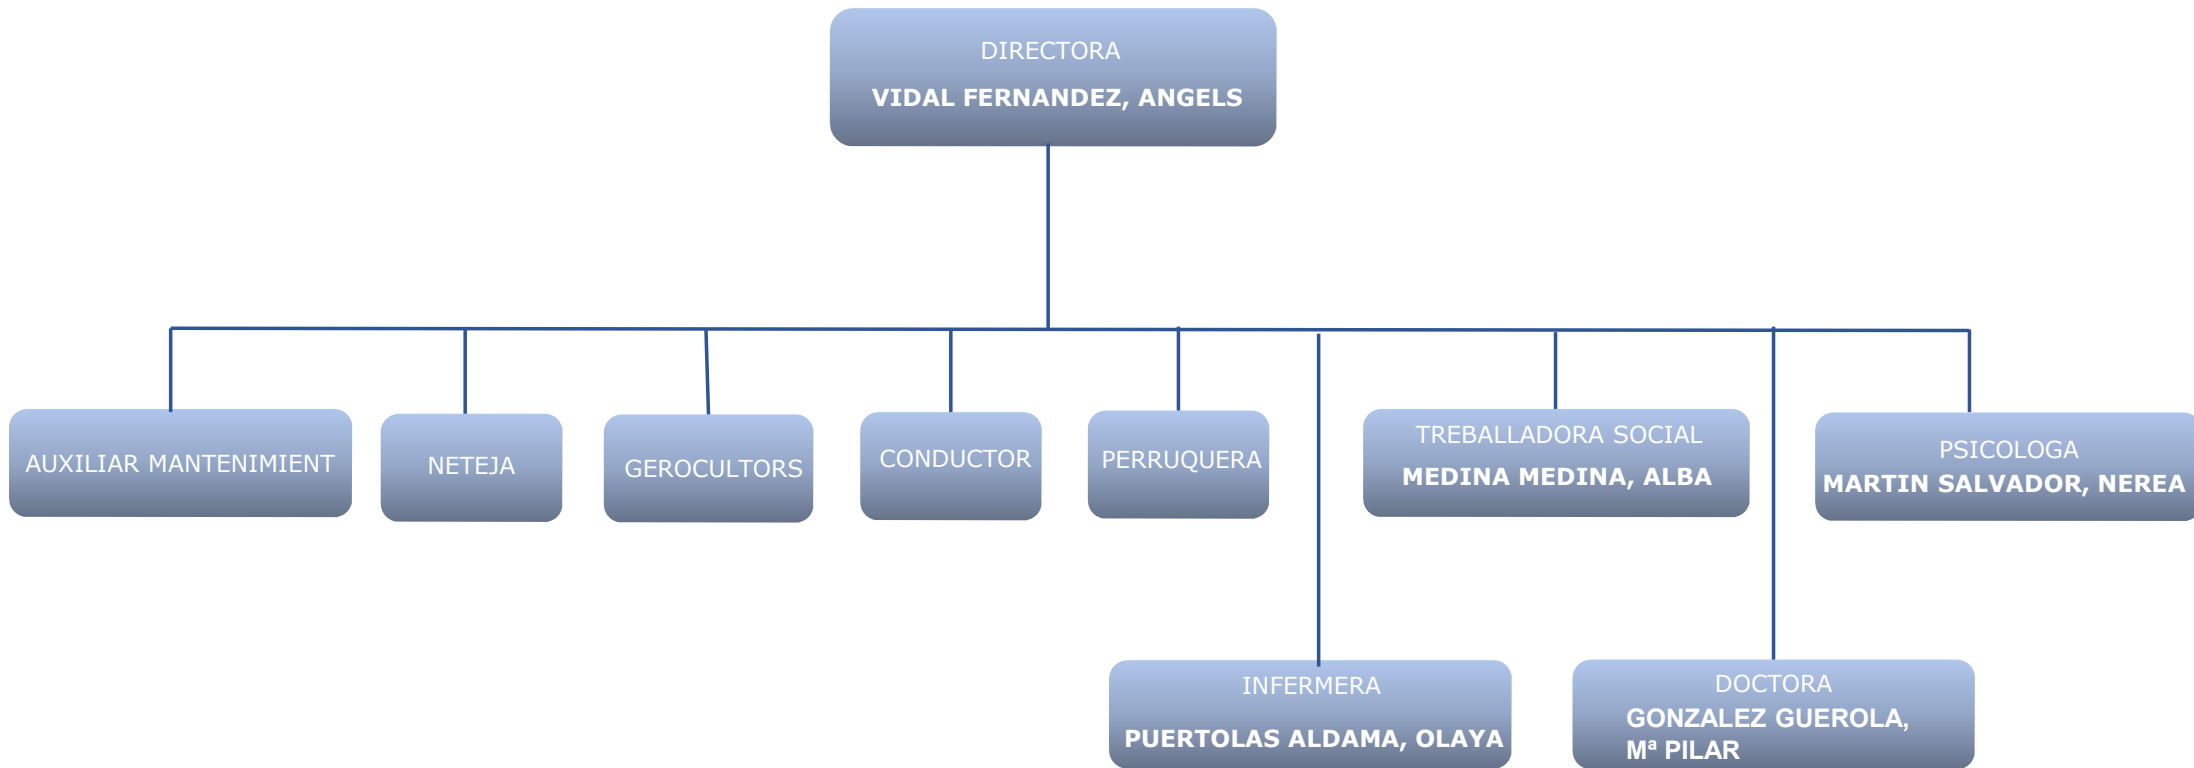 DIRECTORA
VIDAL FERNANDEZ, ANGELS
AUXILIAR MANTENIMIENT
NETEJA
GEROCULTORS
CONDUCTOR
PERRUQUERA
TREBALLADORA SOCIAL
MEDINA MEDINA, ALBA
PSICOLOGA
MARTIN SALVADOR, NEREA
INFERMERA
PUERTOLAS ALDAMA, OLAYA
DOCTORA
GONZALEZ GUEROLA,
Mª PILAR